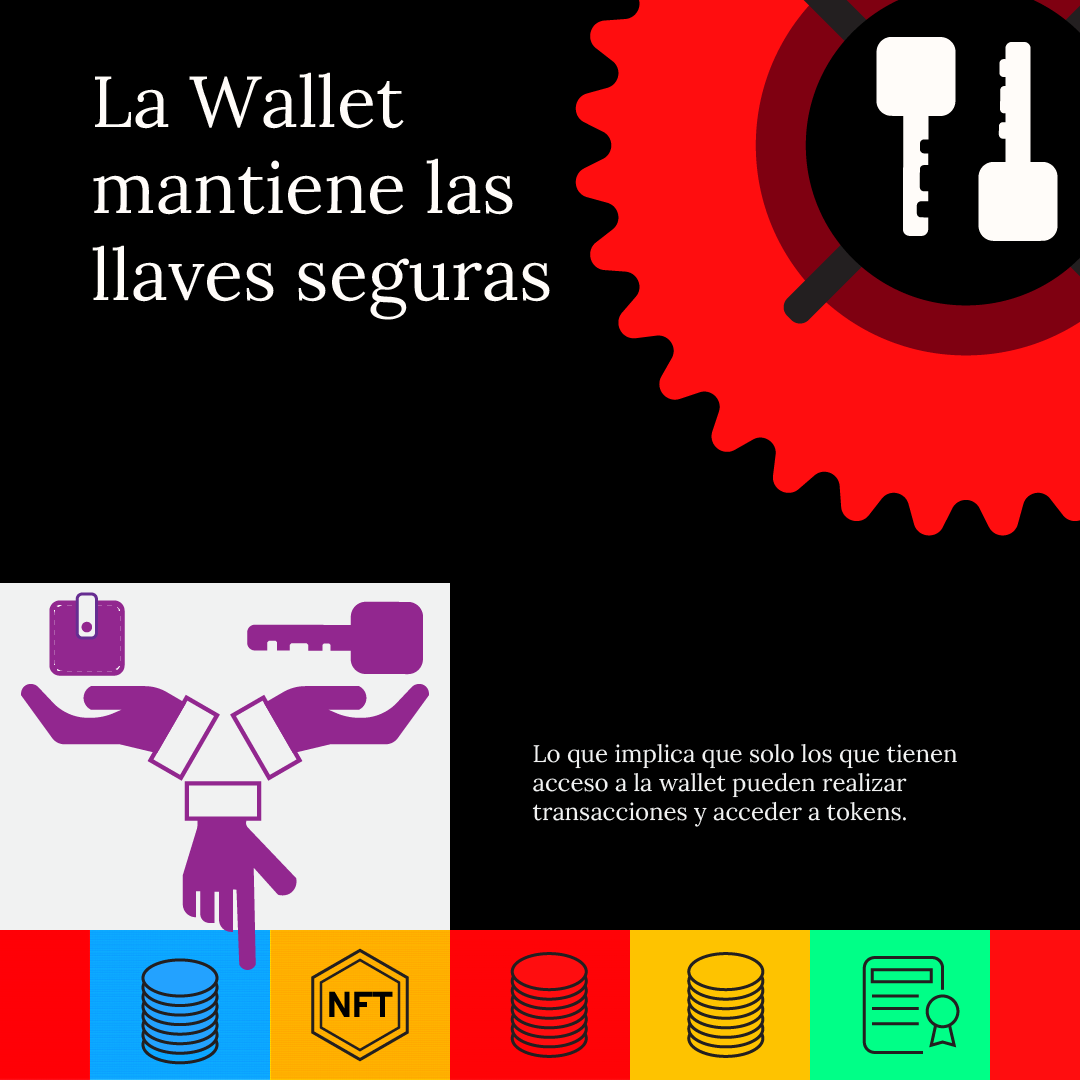 La Wallet
mantiene las
llaves seguras
Lo que implica que solo los que tienen
acceso a la wallet pueden realizar
transacciones y acceder a tokens.
NFT